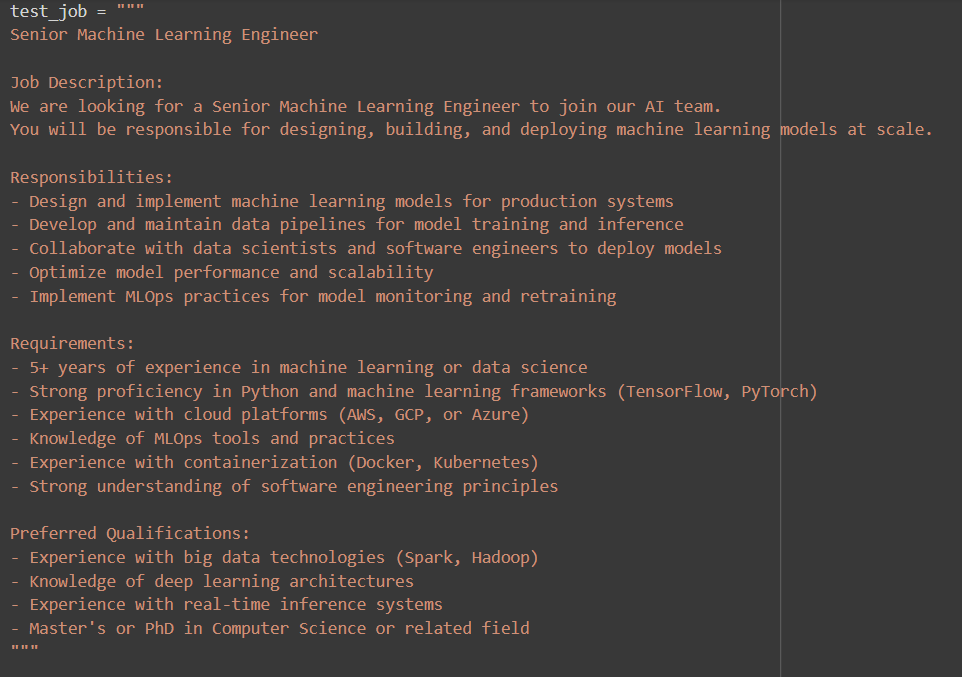 test_job = """
Senior Machine Learning Engineer
Job Description:
We are looking for a Senior Machine Learning Engineer to join our AI team.
You will be responsible for designing, building, and deploying machine learning models at scale.
Responsibilities:
- Design and implement machine learning models for production systems
- Develop and maintain data pipelines for model training and inference
- Collaborate with data scientists and software engineers to deploy models
- Optimize model performance and scalability
- Implement MLOps practices for model monitoring and retraining
Requirements:
- 5+ years of experience in machine learning or data science
- Strong proficiency in Python and machine learning frameworks (TensorFlow, PyTorch)
- Experience with cloud platforms (AWS, GCP, or Azure)
- Knowledge of MLOps tools and practices
- Experience with containerization (Docker, Kubernetes)
- Strong understanding of software engineering principles
Preferred Qualifications:
- Experience with big data technologies (Spark, Hadoop)
- Knowledge of deep learning architectures
- Experience with real-time inference systems
- Master's or PhD in Computer Science or related field
"""